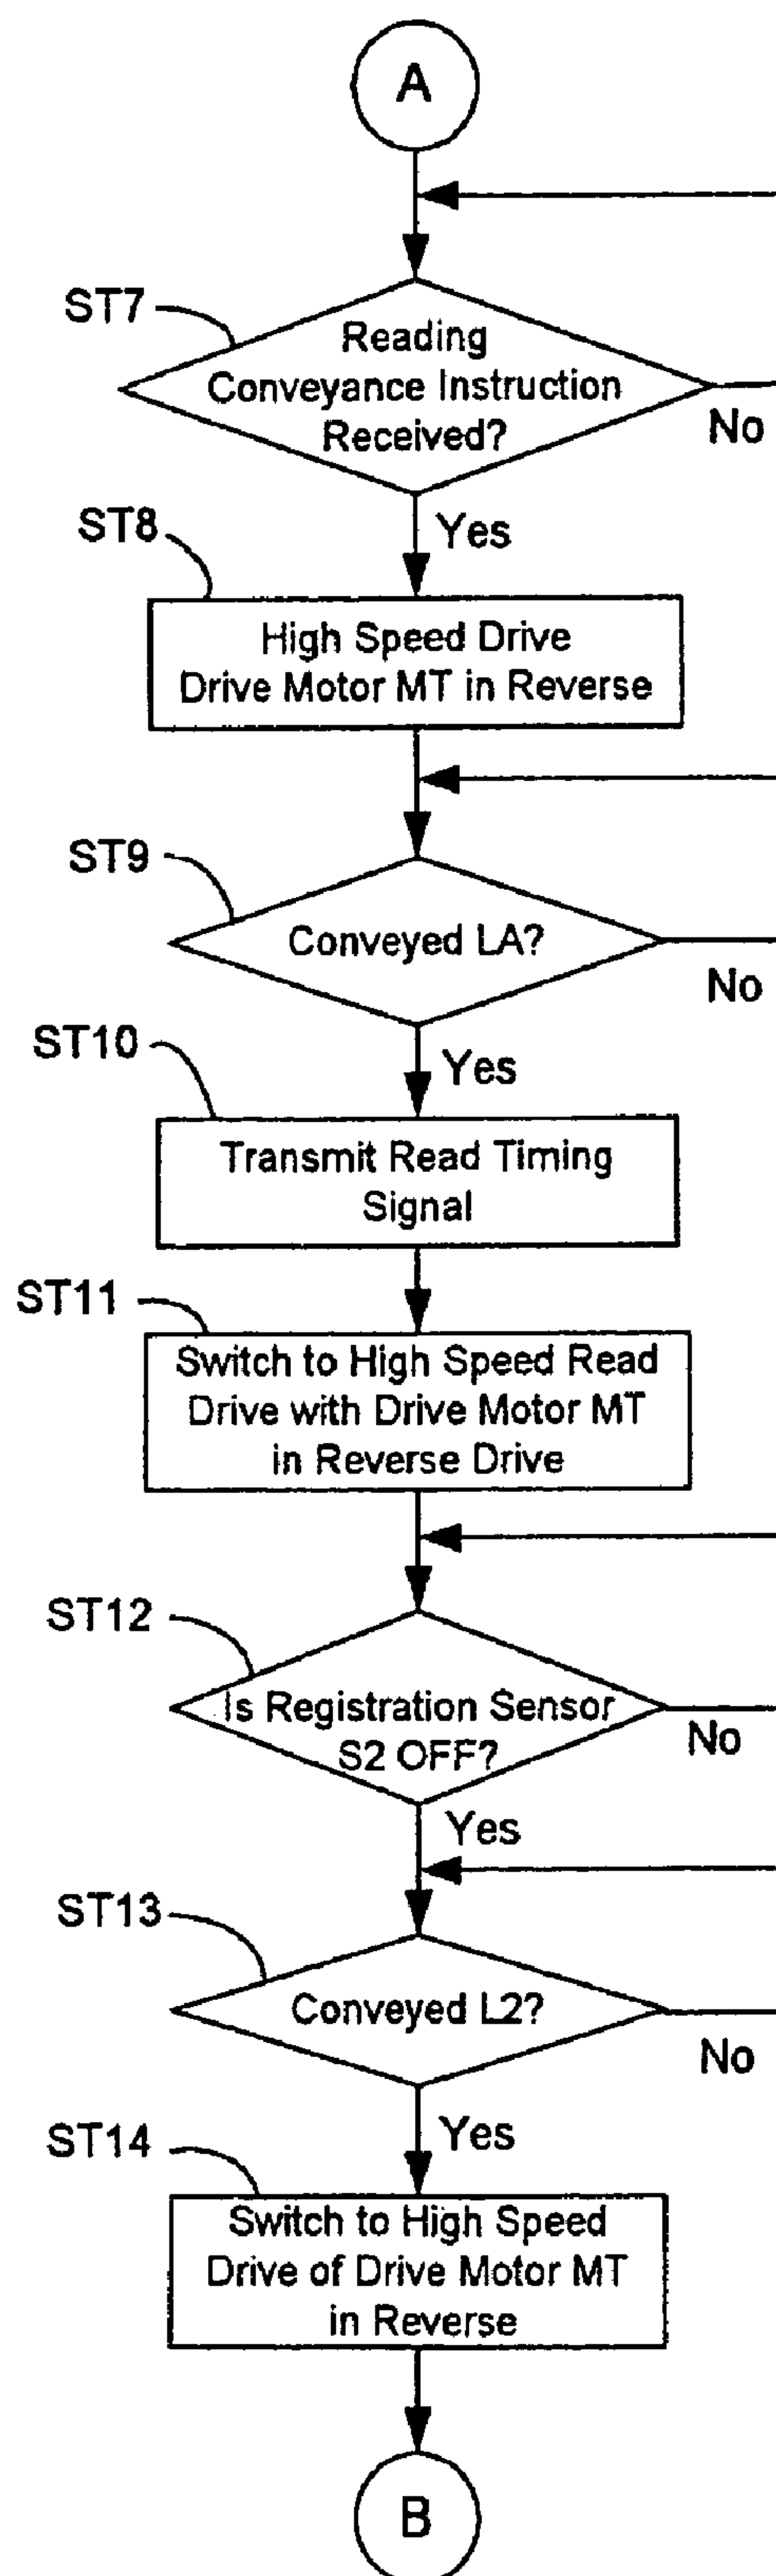 A
ST7
Reading
Conveyance Instruction
Received?
No
Yes
ST8
High Speed Drive
Drive Motor MT in Reverse
ST9
Conveyed LA?
No
Yes
ST10
Transmit Read Timing
Signal
ST11
Switch to High Speed Read
Drive with Drive Motor MT
in Reverse Drive
ST12
Is Registration Sensor
S2 OFF?
No
Yes
ST13
Conveyed L2?
No
Yes
ST14
Switch to High Speed
Drive of Drive Motor MT
in Reverse
B